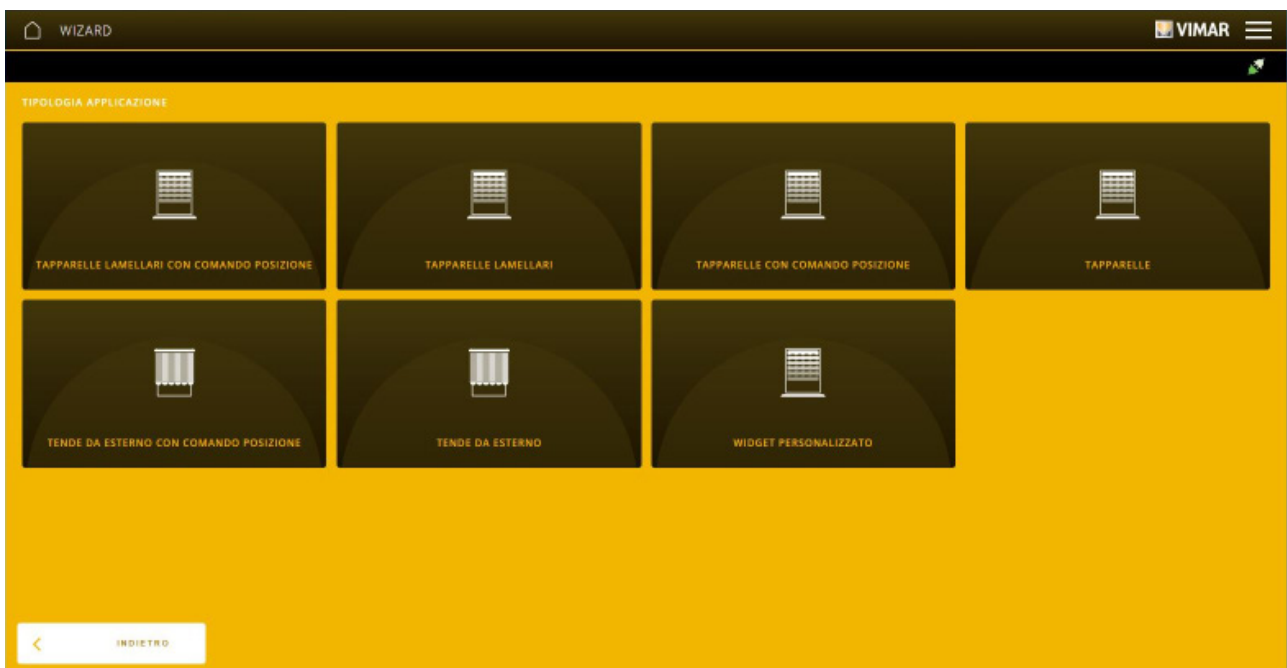 WIZARD
VIMAR
TIPOLOGIA APPLICAZIONE
TAPPARELLE LAMELLARI CON COMANDO POSIZIONE
TAPPARELLE LAMELLARI
TAPPARELLE CON COMANDO POSIZIONE
TAPPARELLE
TENDE DA ESTERNO CON COMANDO POSIZIONE
TENDE DA ESTERNO
WIDGET PERSONALIZZATO
INDIETRO